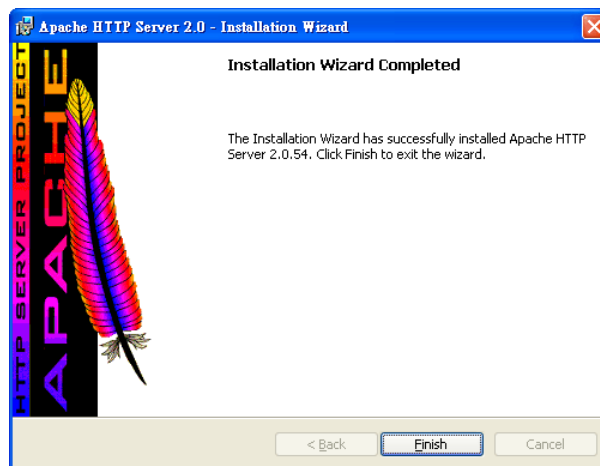 Apache HTTP Server 2.0 - Installation Wizard
HTTP SERVER PROJECT
APACHE
Installation Wizard Completed
The Installation Wizard has successfully installed Apache HTTP
Server 2.0.54. Click Finish to exit the wizard.
< Back
Finish
Cancel